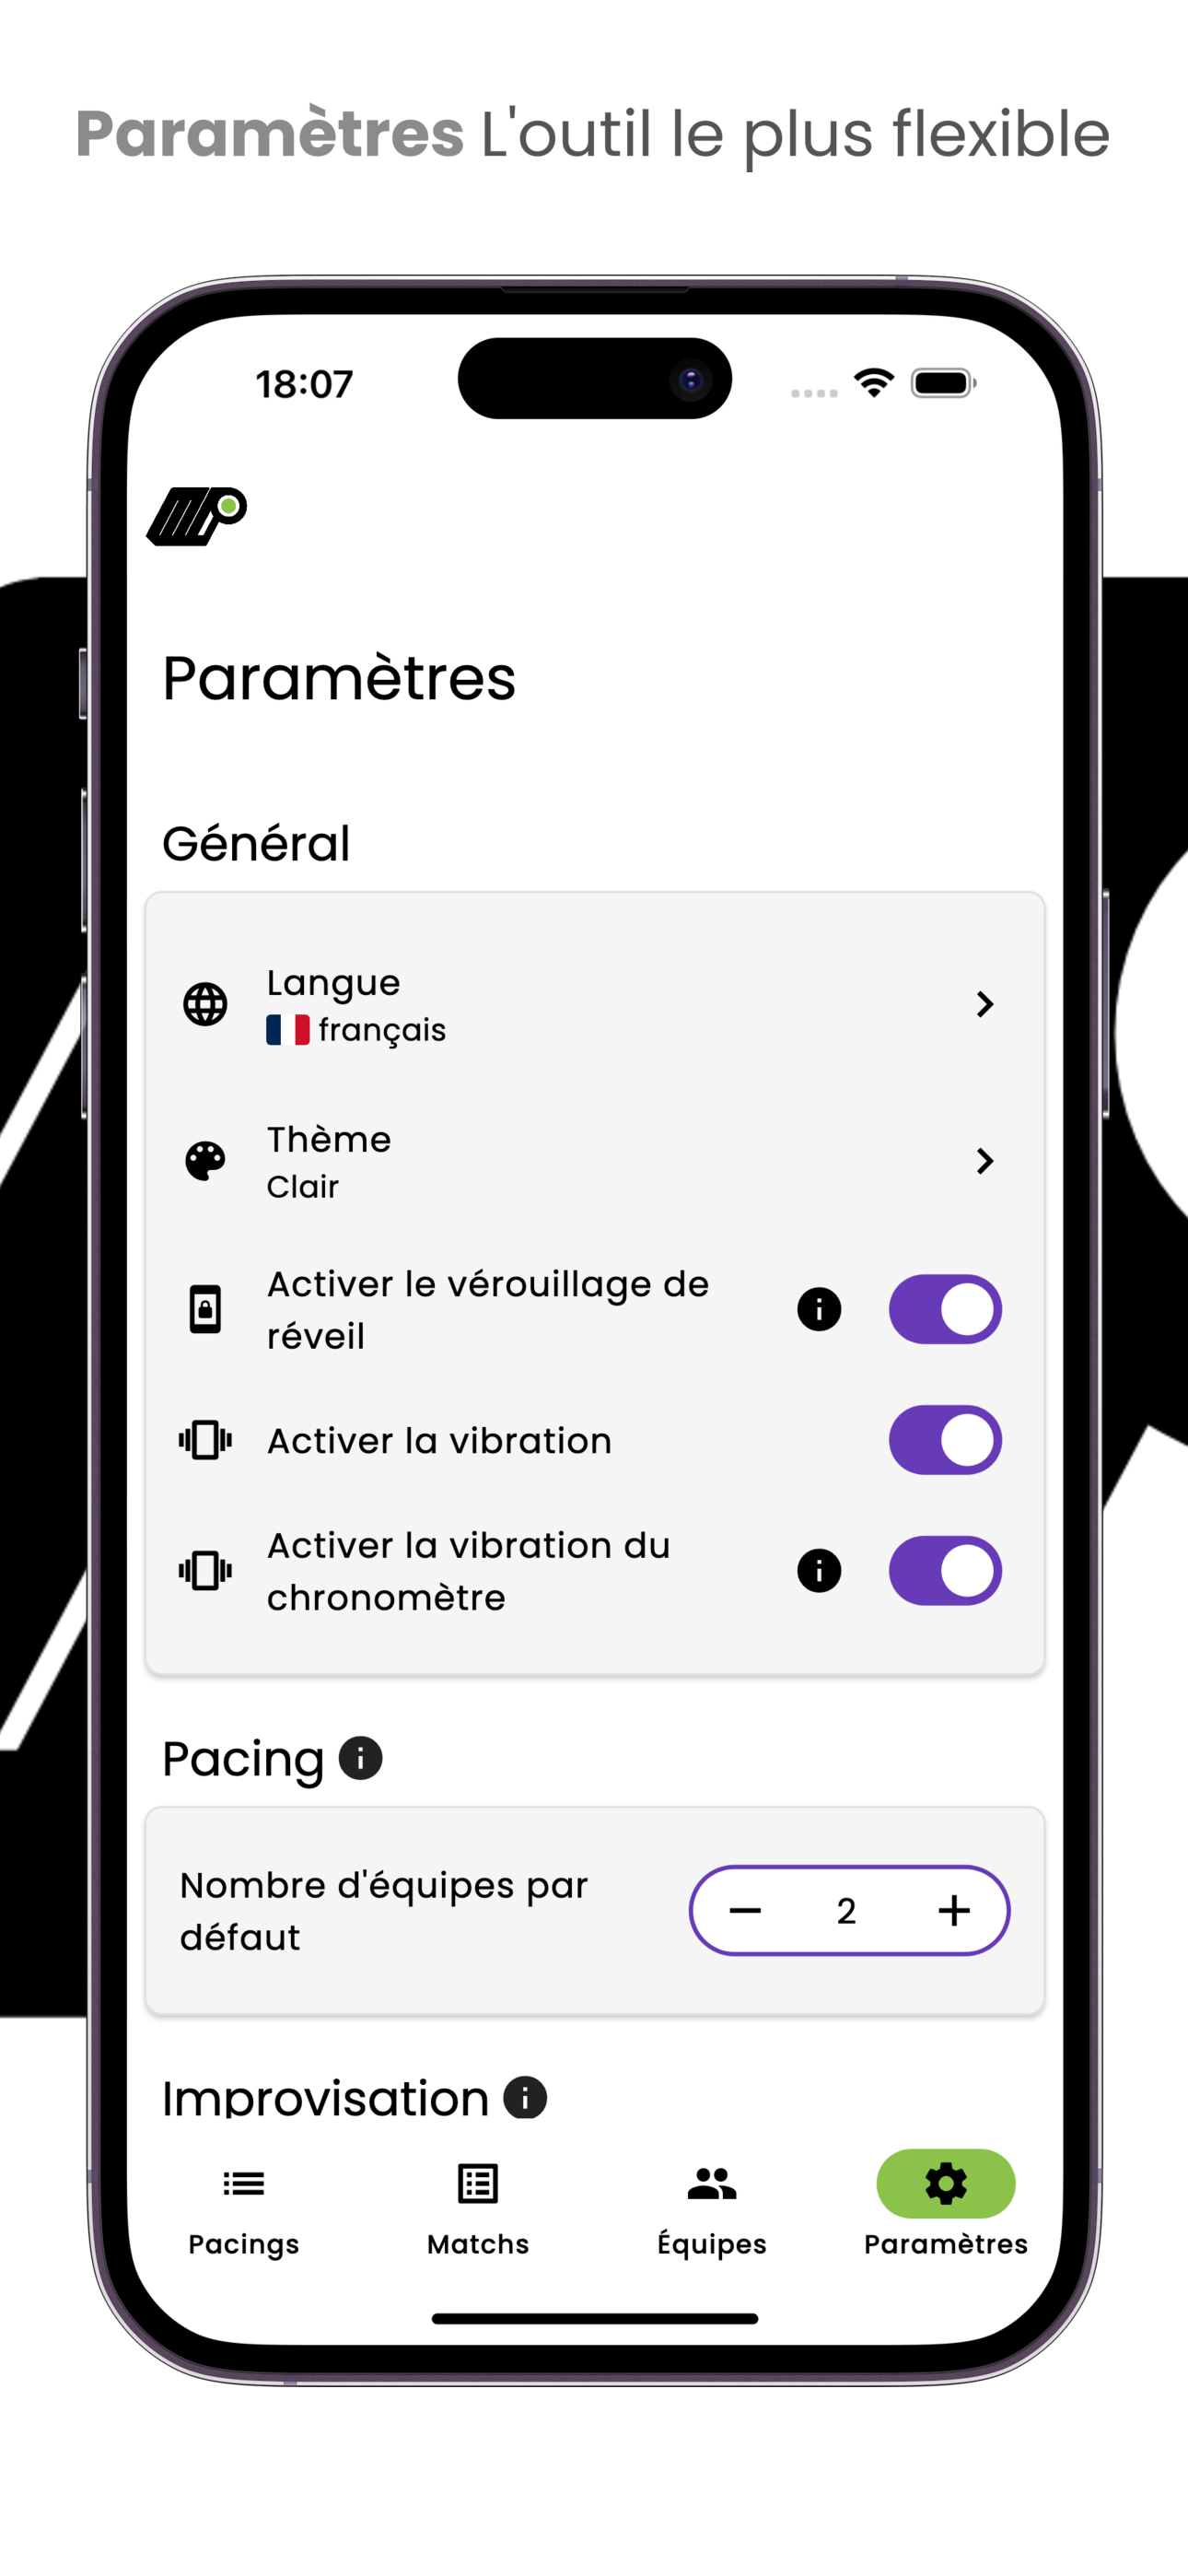 Paramètres L'outil le plus flexible
18:07
MP
Paramètres
Général
Langue
français
Thème
Clair
Activer le vérouillage de
réveil
Activer la vibration
Activer la vibration du
chronomètre
Pacing
Nombre d'équipes par
défaut
2
Improvisation
Pacings
Matchs
Équipes
Paramètres